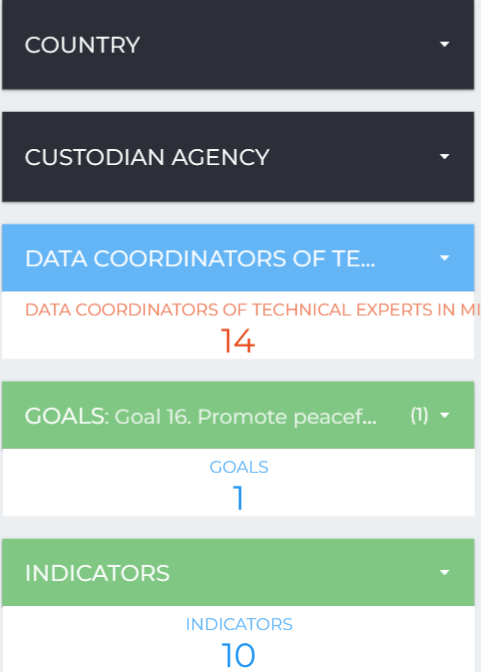 COUNTRY
CUSTODIAN AGENCY
DATA COORDINATORS OF TE...
DATA COORDINATORS OF TECHNICAL EXPERTS IN MI
14
GOALS: Goal 16. Promote peacef... (1)
GOALS
1
INDICATORS
INDICATORS
10